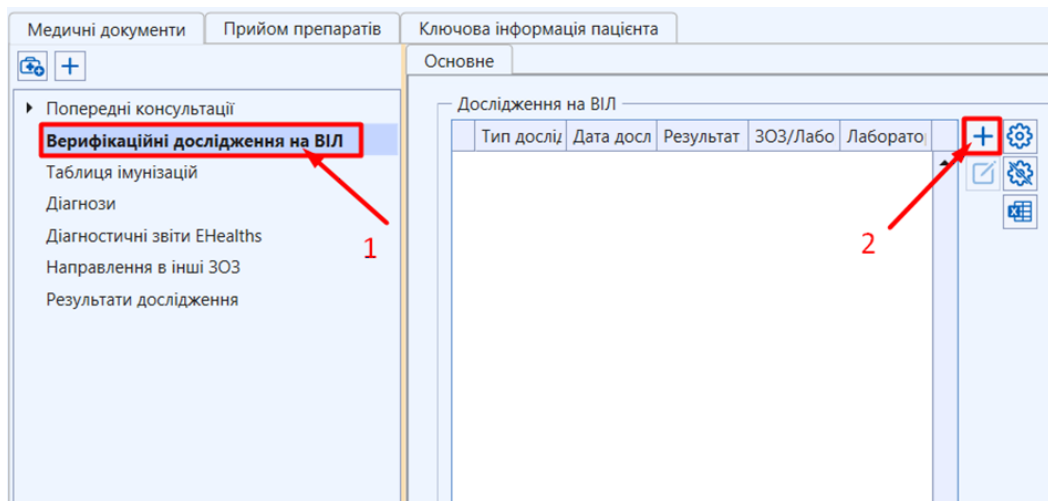 Медичні документи Прийом препаратів Ключова інформація пацієнта
Основне
Попередні консультації
Верифікаційні дослідження на ВІЛ
Таблиця імунізацій
Діагнози
Діагностичні звіти EHealths
Направлення в інші ЗОЗ
Результати дослідження
1
Дослідження на ВІЛ
Тип дослід Дата досл Результат ЗОЗ/Лабо Лаборато
2